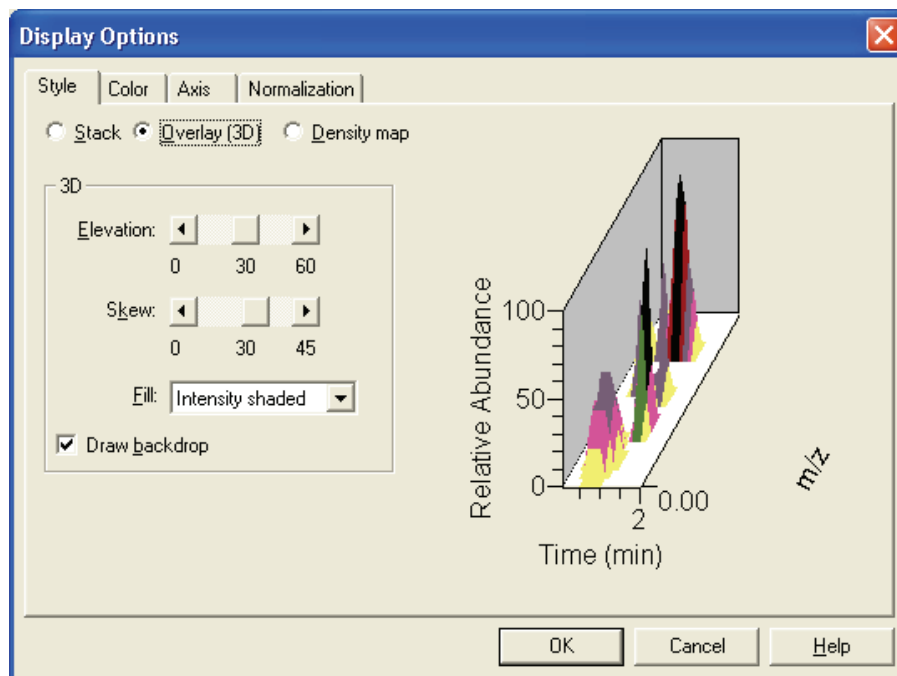 Display Options
Style Color Axis Normalization
Stack Overlay (3D) Density map
3D
Elevation:
0 30 60
Skew:
0 30 45
Fill: Intensity shaded
Draw backdrop
Relative Abundance
100
50
0
2
0.00
Time (min)
m/z
OK Cancel Help